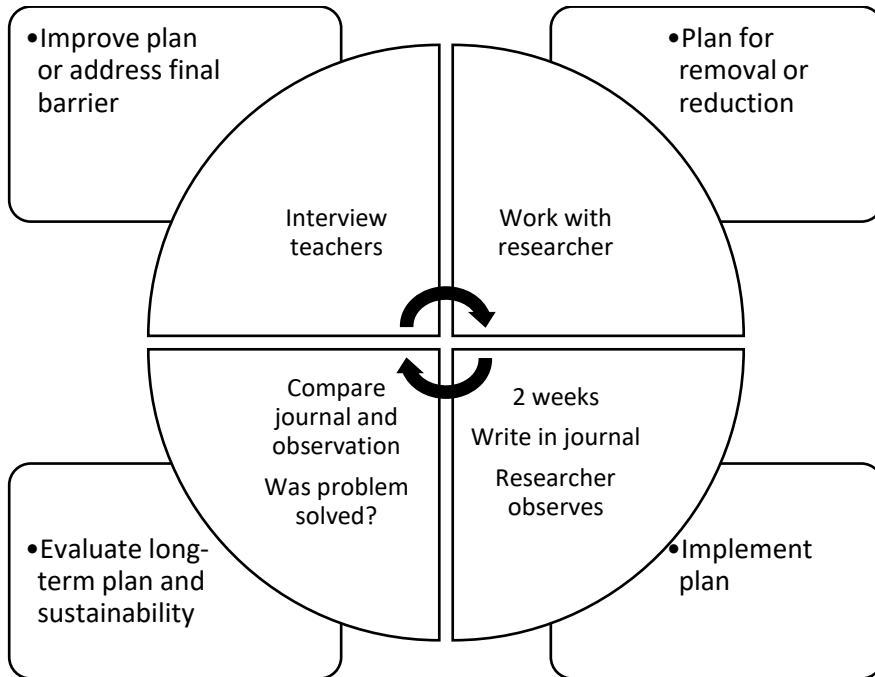 •Improve plan
or address final
barrier
•Plan for
removal or
reduction
Interview
teachers
Work with
researcher
Compare
journal and
observation
Was problem
solved?
2 weeks
Write in journal
Researcher
observes
•Evaluate long-
term plan and
sustainability
•Implement
plan